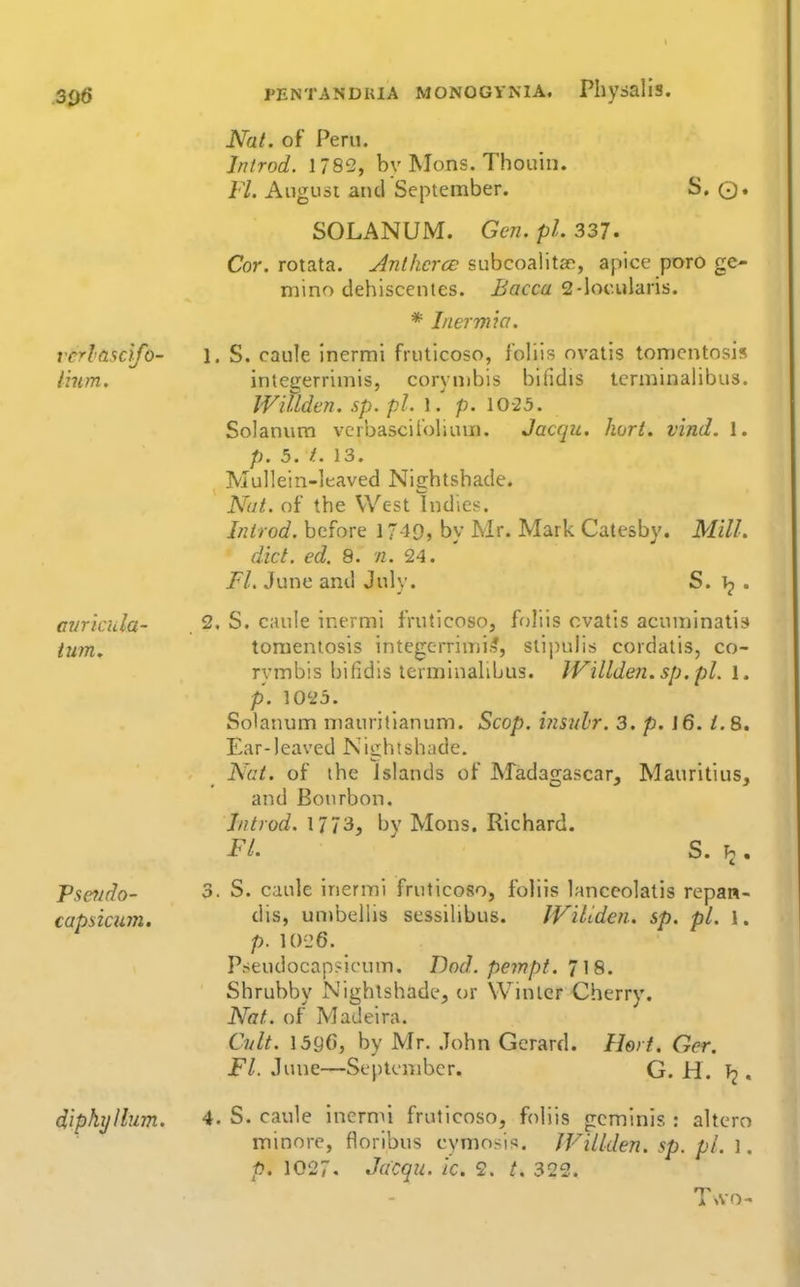 396
PENTANDRIA MONOGYNIA. Physalis.
Nat. of Peru.
Introd. 1782, by Mons. Thouin.
Fl. August and September. S. ☉.
SOLANUM. Gen. pl. 337.
Cor. rotata. Antheræ subcoalitæ, apice poro ge-
mino dehiscentes. Bacca 2-locularis.
* Inermia.
verbascifo-
lium.
1. S. caule inermi fruticoso, foliis ovatis tomentosis
integerrimis, corymbis bifidis terminalibus.
Willden. sp. pl. 1. p. 1025.
Solanum verbascifolium. Jacqu. hort. vind. 1.
p. 5. t. 13.
Mullein-leaved Nightshade.
Nat. of the West Indies.
Introd. before 1749, by Mr. Mark Catesby. Mill.
dict. ed. 8. n. 24.
Fl. June and July. S. ♄.
auricula-
tum.
2. S. caule inermi fruticoso, foliis ovatis acuminatis
tomentosis integerrimis, stipulis cordatis, co-
rymbis bifidis terminalibus. Willden. sp. pl. 1.
p. 1025.
Solanum mauritianum. Scop. insubr. 3. p. 16. t. 8.
Ear-leaved Nightshade.
Nat. of the Islands of Madagascar, Mauritius,
and Bourbon.
Introd. 1773, by Mons. Richard.
Fl. S. ♄.
Pseudo-
capsicum.
3. S. caule inermi fruticoso, foliis lanceolatis repan-
dis, umbellis sessilibus. Willden. sp. pl. 1.
p. 1026.
Pseudocapsicum. Dod. pempt. 718.
Shrubby Nightshade, or Winter Cherry.
Nat. of Madeira.
Cult. 1596, by Mr. John Gerard. Hort. Ger.
Fl. June—September. G. H. ♄.
diphyllum.
4. S. caule inermi fruticoso, foliis geminis : altero
minore, floribus cymosis. Willden. sp. pl. 1.
p. 1027. Jacqu. ic. 2. t. 322.
Two-